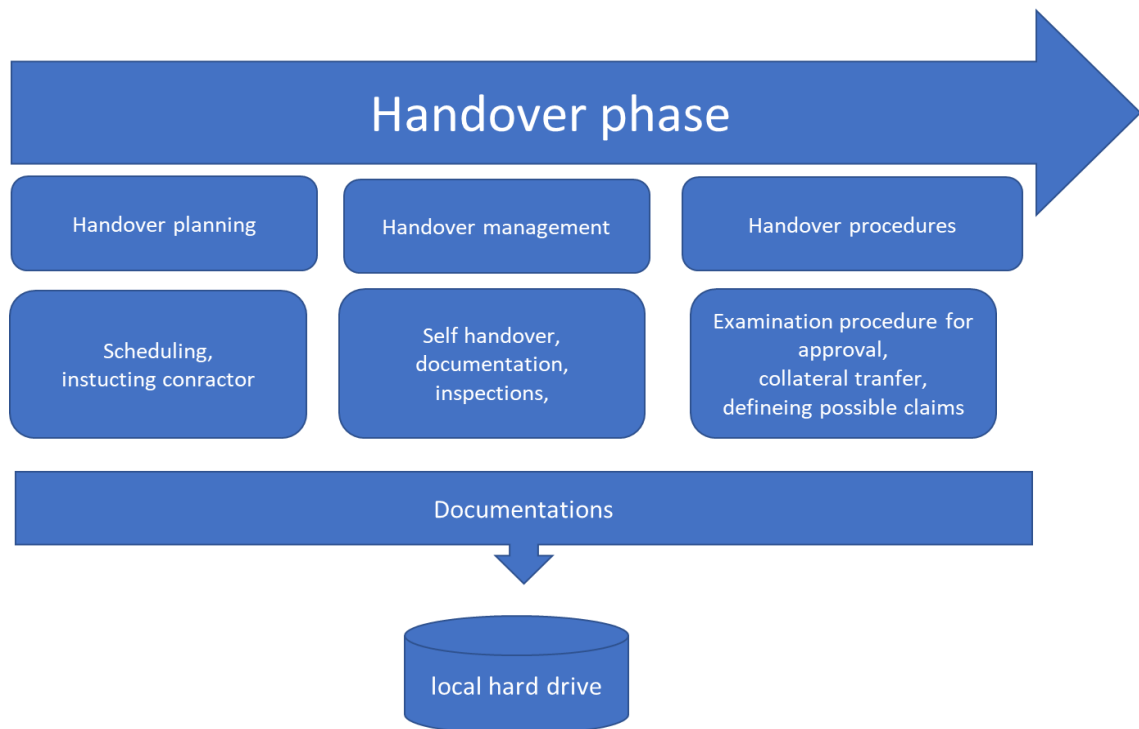 Handover phase
Handover planning
Handover management
Handover procedures
Scheduling,
instucting conractor
Self handover,
documentation,
inspections,
Examination procedure for
approval,
collateral tranfer,
defineing possible claims
Documentations
local hard drive